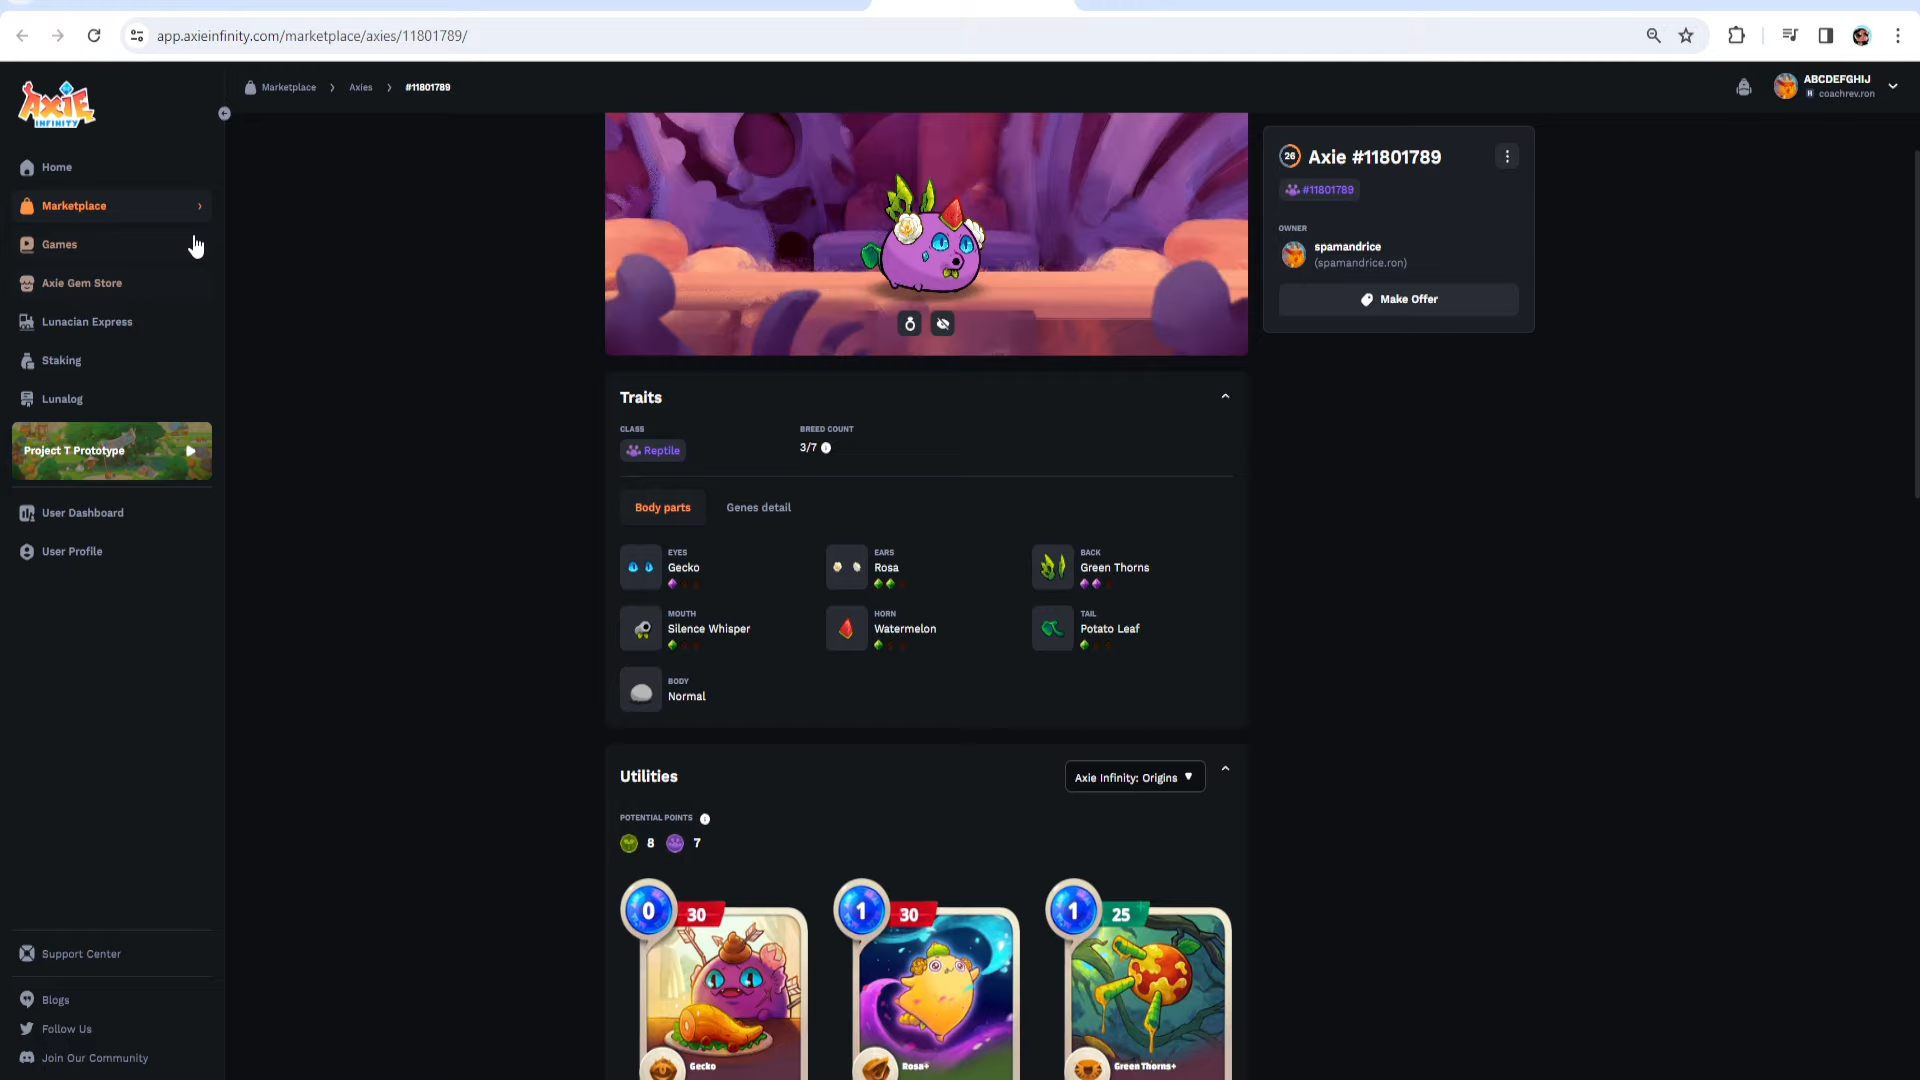 app.axieinfinity.com/marketplace/axies/11801789/
AXIE
INFINITY
Marketplace > Axies > #11801789
ABCDEFGHIJ
coachrev.ron
Home
Marketplace
Games
Axie Gem Store
Lunacian Express
Staking
Lunalog
Project T Prototype
User Dashboard
User Profile
Support Center
Blogs
Follow Us
Join Our Community
26 Axie #11801789
#11801789
OWNER
spamandrice
(spamandrice.ron)
Make Offer
Traits
CLASS
Reptile
BREED COUNT
3/7
Body parts
Genes detail
EYES
Gecko
EARS
Rosa
BACK
Green Thorns
MOUTH
Silence Whisper
HORN
Watermelon
TAIL
Potato Leaf
BODY
Normal
Utilities
Axie Infinity: Origins
POTENTIAL POINTS
8 7
0 30
1 30
1 25
Gecko
Rosa+
Green Thorns+